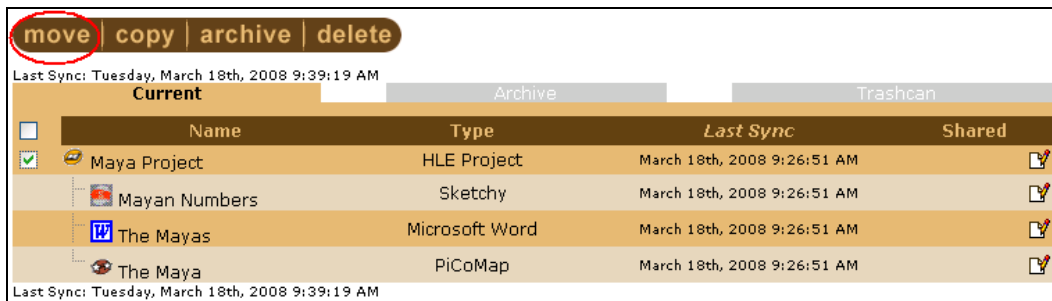 move copy archive delete
Last Sync: Tuesday, March 18th, 2008 9:39:19 AM
Current Archive Trashcan
Name Type Last Sync Shared
Maya Project HLE Project March 18th, 2008 9:26:51 AM
Mayan Numbers Sketchy March 18th, 2008 9:26:51 AM
W The Mayas Microsoft Word March 18th, 2008 9:26:51 AM
The Maya PiCoMap March 18th, 2008 9:26:51 AM
Last Sync: Tuesday, March 18th, 2008 9:39:19 AM